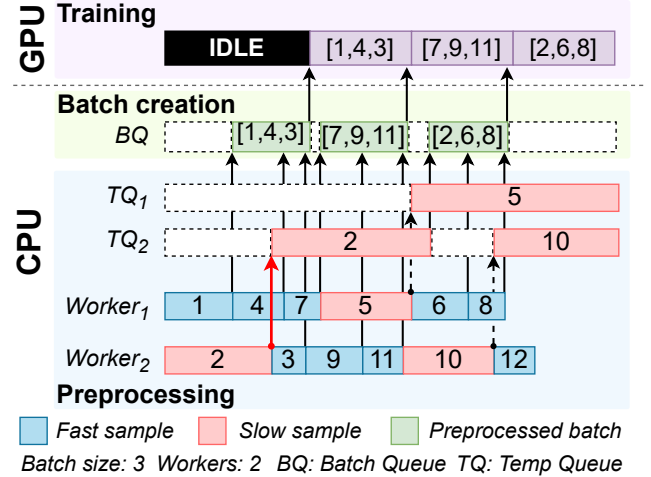 GPU
Training
IDLE [1,4,3] [7,9,11] [2,6,8]
Batch creation
BQ [1,4,3] [7,9,11] [2,6,8]
CPU
TQ1 5
TQ2 2 10
Worker1 1 4 7 5 6 8
Worker2 2 3 9 11 10 12
Preprocessing
Fast sample Slow sample Preprocessed batch
Batch size: 3 Workers: 2 BQ: Batch Queue TQ: Temp Queue